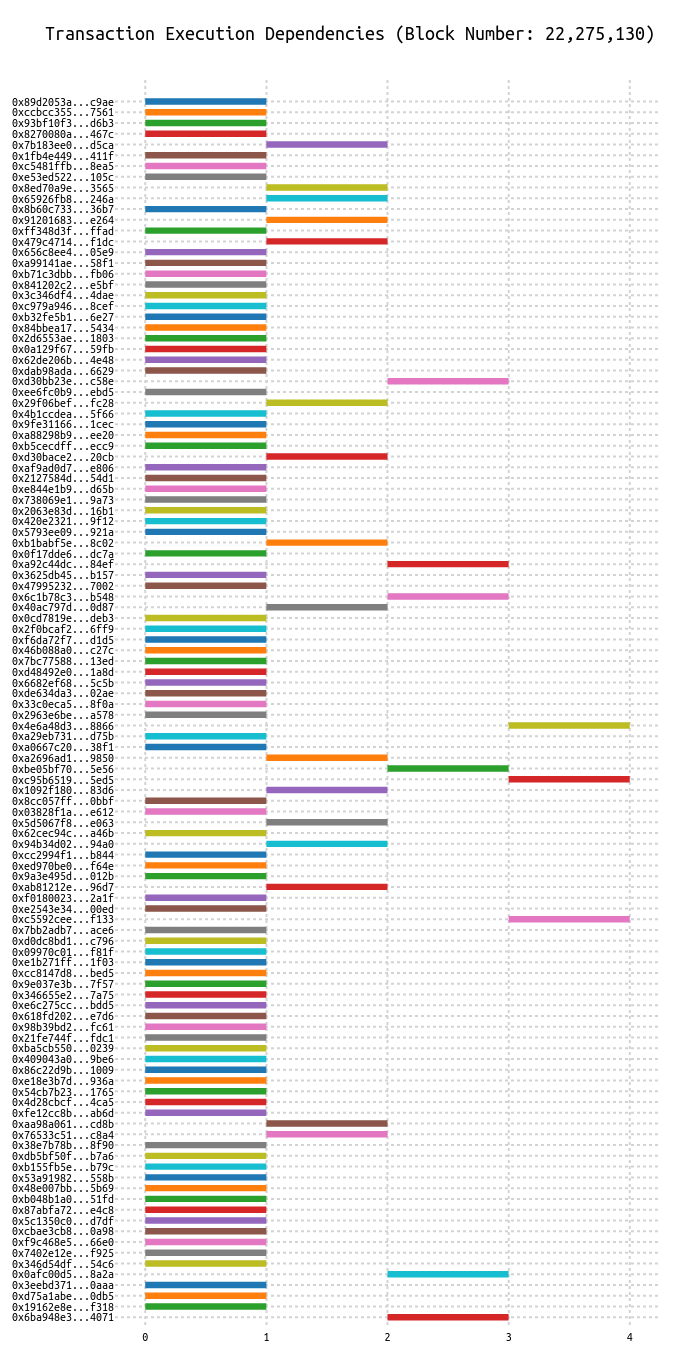 Transaction Execution Dependencies (Block Number: 22,275,130)
0x89d2053a...c9ae
0xccbcc355...7561
0x93bf10f3...d6b3
0x8270080a...467c
0x7b183ee0...d5ca
0x1fb4e449...411f
0xc5481ffb...8ea5
0xe53ed522...105c
0x8ed70a9e...3565
0x65926fb8...246a
0x8b60c733...36b7
0x91201683...e264
0xff348d3f...ffad
0x479c4714...f1dc
0x656c8ee4...05e9
0xa99141ae...58f1
0xb71c3dbb...fb06
0x841202c2...e5bf
0x3c346df4...4dae
0xc979a946...8cef
0xb32fe5b1...6e27
0x84bbea17...5434
0x2d6553ae...1803
0x0a129f67...59fb
0x62de206b...4e48
0xdab98ada...6629
0xd30bb23e...c58e
0xee6fc0b9...ebd5
0x29f06bef...fc28
0x4b1ccdea...5f66
0x9fe31166...1cec
0xa88298b9...ee20
0xb5cecdff...ecc9
0xd30bace2...20cb
0xaf9ad0d7...e806
0x2127584d...54d1
0xe844e1b9...d65b
0x738069e1...9a73
0x2063e83d...16b1
0x420e2321...9f12
0x5793ee09...921a
0xb1babf5e...8c02
0x0f17dde6...dc7a
0xa92c44dc...84ef
0x3625db45...b157
0x47995232...7002
0x6c1b78c3...b548
0x40ac797d...0d87
0x0cd7819e...deb3
0x2f0bcaf2...6ff9
0xf6da72f7...d1d5
0x46b088a0...c27c
0x7bc77588...13ed
0xd48492e0...1a8d
0x6682ef68...5c5b
0xde634da3...02ae
0x33c0eca5...8f0a
0x2963e6be...a578
0x4e6a48d3...8866
0xa29eb731...d75b
0xa0667c20...38f1
0xa2696ad1...9850
0xbe05bf70...5e56
0xc95b6519...5ed5
0x1092f180...83d6
0x8cc057ff...0bbf
0x03828f1a...e612
0x5d5067f8...e063
0x62cec94c...a46b
0x94b34d02...94a0
0xcc2994f1...b844
0xed970be0...f64e
0x9a3e495d...012b
0xab81212e...96d7
0xf0180023...2a1f
0xe2543e34...00ed
0xc5592cee...f133
0x7bb2adb7...ace6
0xd0dc8bd1...c796
0x09970c01...f81f
0xe1b271ff...1f03
0xcc8147d8...bed5
0x9e037e3b...7f57
0x346655e2...7a75
0xe6c275cc...bdd5
0x618fd202...e7d6
0x98b39bd2...fc61
0x21fe744f...fdc1
0xba5cb550...0239
0x409043a0...9be6
0x86c22d9b...1009
0xe18e3b7d...936a
0x54cb7b23...1765
0x4d28cbcf...4ca5
0xfe12cc8b...ab6d
0xaa98a061...cd8b
0x76533c51...c8a4
0x38e7b78b...8f90
0xdb5bf50f...b7a6
0xb155fb5e...b79c
0x53a91982...558b
0x48e007bb...5b69
0xb048b1a0...51fd
0x87abfa72...e4c8
0x5c1350c0...d7df
0xcbae3cb8...0a98
0xf9c468e5...66e0
0x7402e12e...f925
0x346d54df...54c6
0x0afc00d5...8a2a
0x3eebd371...0aaa
0xd75a1abe...0db5
0x19162e8e...f318
0x6ba948e3...4071
0 1 2 3 4